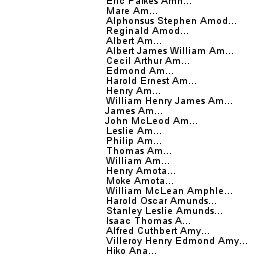 Eric Parkes Amn...
Mare Am...
Alphonsus Stephen Amod...
Reginald Amod...
Albert Am...
Albert James William Am...
Cecil Arthur Am...
Edmond Am...
Harold Ernest Am...
Henry Am...
William Henry James Am...
James Am...
John McLeod Am...
Leslie Am...
Philip Am...
Thomas Am...
William Am...
Henry Amota...
Moke Amota...
William McLean Amphle...
Harold Oscar Amunds...
Stanley Leslie Amunds...
Isaac Thomas A...
Alfred Cuthbert Amy...
Villeroy Henry Edmond Amy...
Hiko Ana...